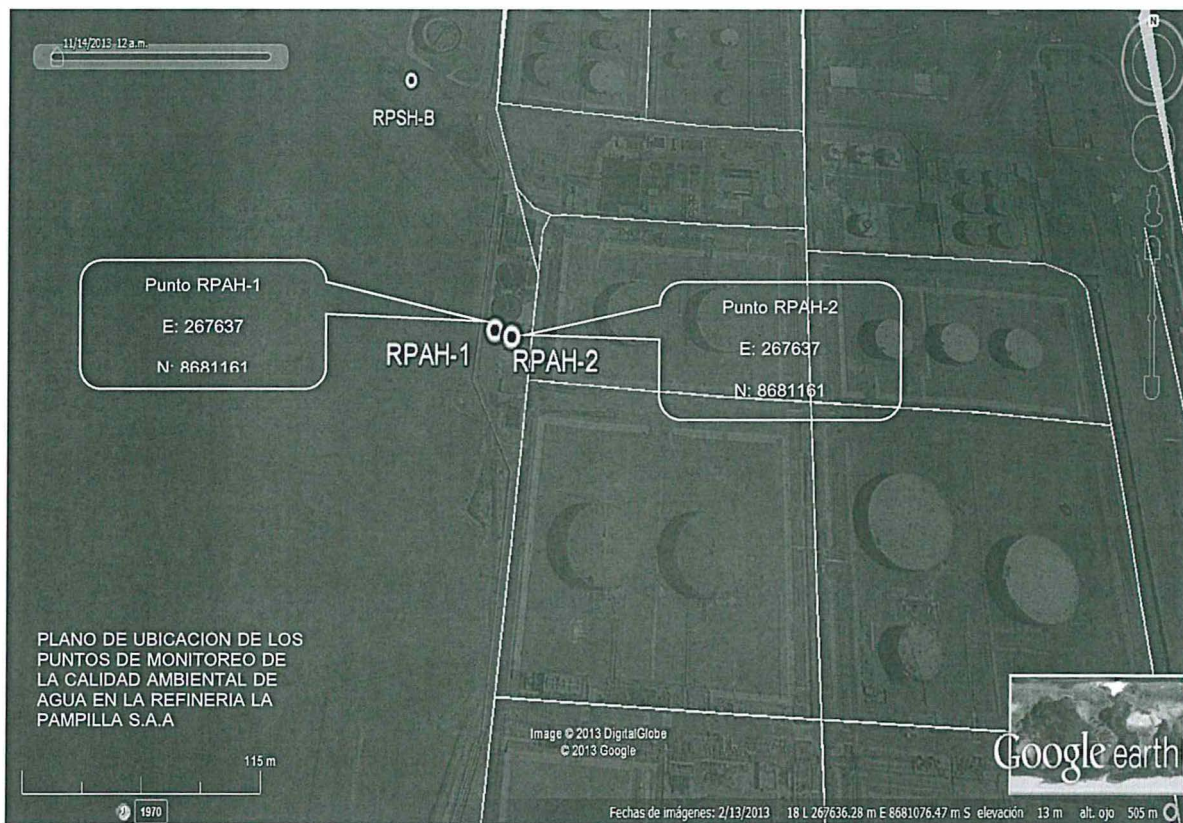 11/14/2013 12 a.m.
N
RPSH-B
Punto RPAH-1
E: 267637
N: 8681161
RPAH-1
RPAH-2
Punto RPAH-2
E: 267637
N: 8681161
PLANO DE UBICACION DE LOS
PUNTOS DE MONITOREO DE
LA CALIDAD AMBIENTAL DE
AGUA EN LA REFINERIA LA
PAMPILLA S.A.A
115 m
1970
Image © 2013 DigitalGlobe
© 2013 Google
Google earth
Fechas de imágenes: 2/13/2013 18 L 267636.28 m E 8681076.47 m S elevación 13 m alt. ojo 505 m